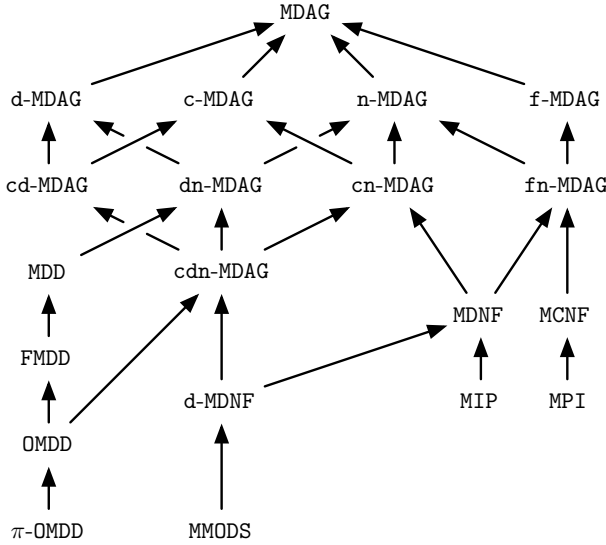 MDAG
d-MDAG c-MDAG n-MDAG f-MDAG
cd-MDAG dn-MDAG cn-MDAG fn-MDAG
MDD cdn-MDAG
MDNF MCNF
FMDD
d-MDNF MIP MPI
OMDD
π-OMDD MMODS